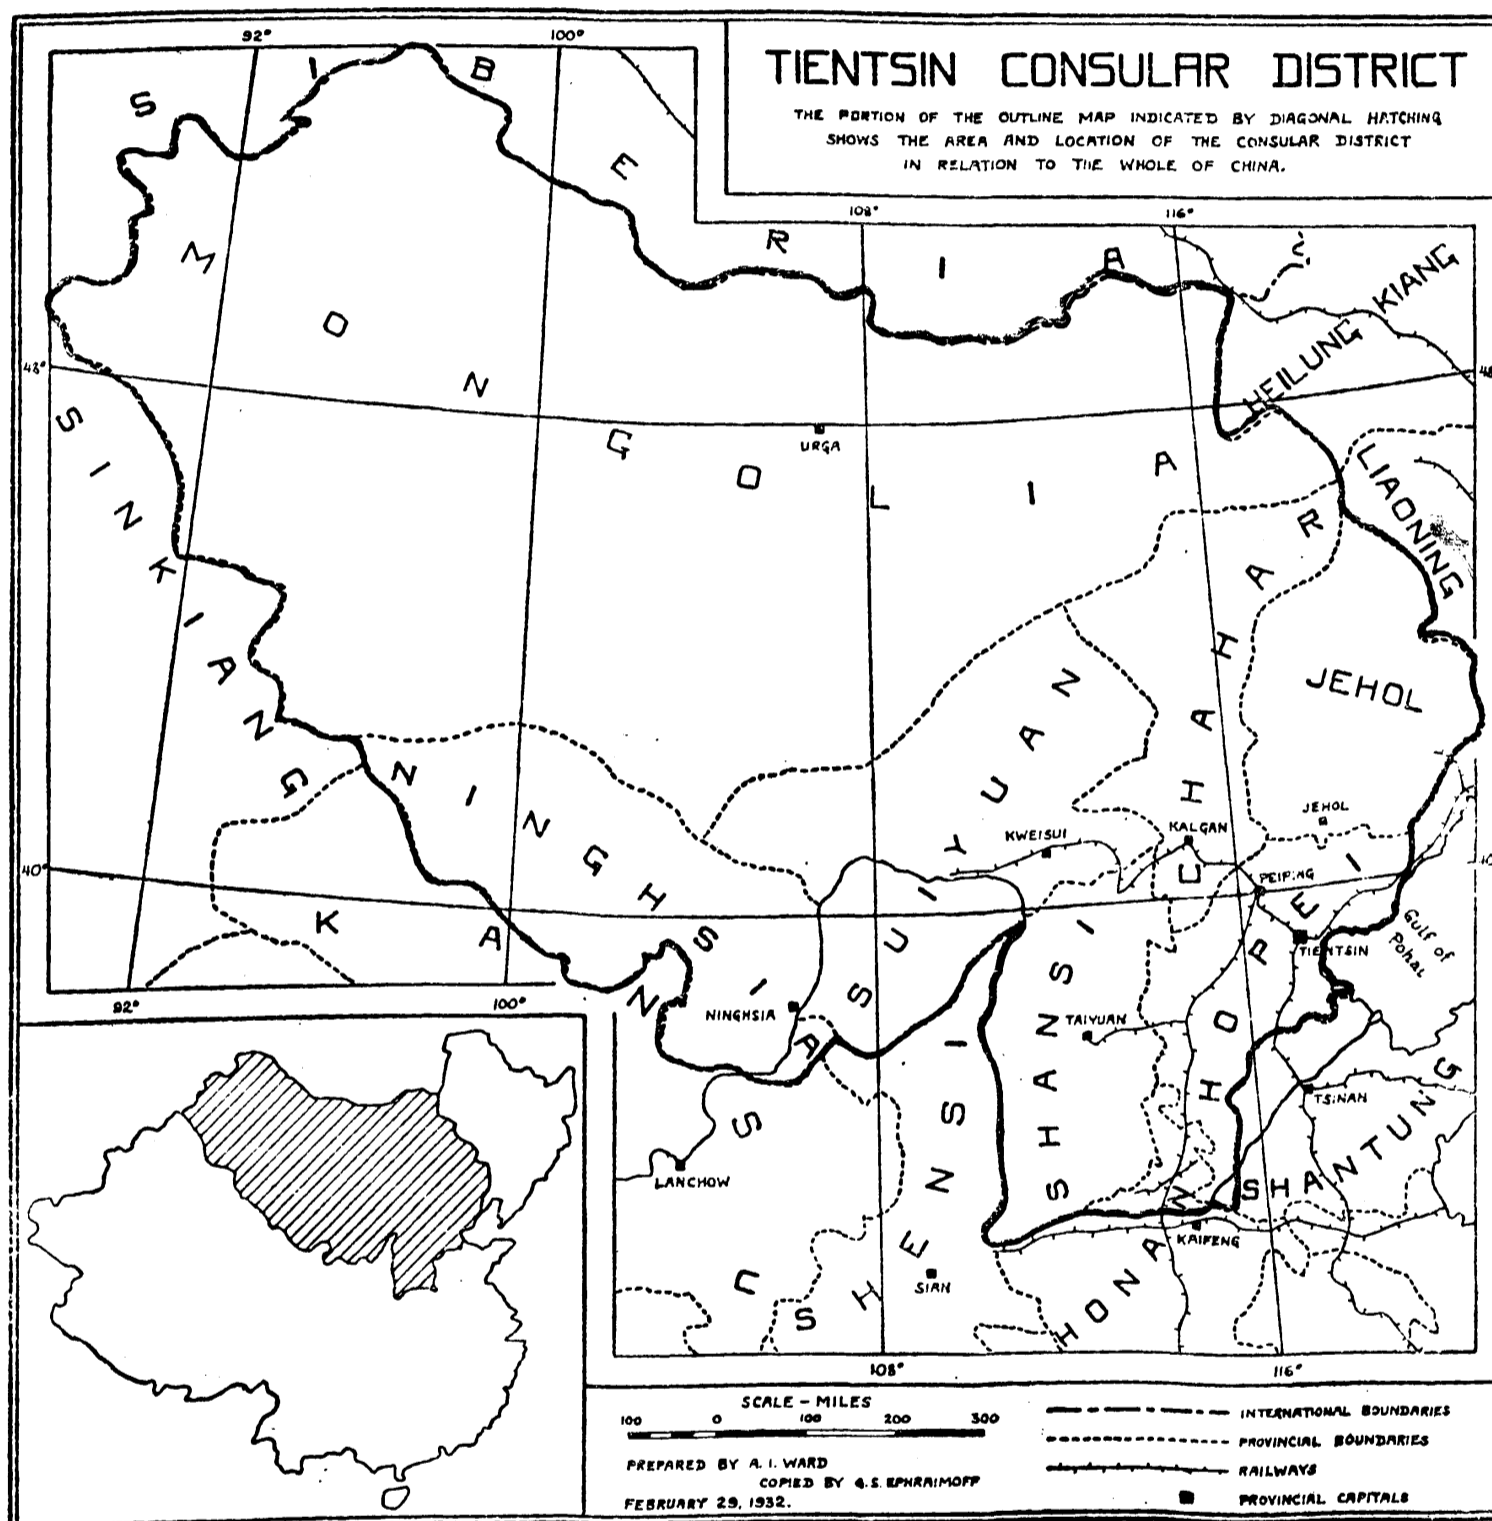 TIENTSIN CONSULAR DISTRICT
THE PORTION OF THE OUTLINE MAP INDICATED BY DIAGONAL HATCHING
SHOWS THE AREA AND LOCATION OF THE CONSULAR DISTRICT
IN RELATION TO THE WHOLE OF CHINA.
92°
100°
108°
116°
SIBERIA
MONGOLIA
HEILUNG KIANG
48°
48
SINKIANG
URGA
LIAONING
CHAHAR
JEHOL
SUIYUAN
NINGHSIA
JEHOL
KALGAN
KWEISUI
PEIPING
40°
HOPEI
KANSU
TIENTSIN
Gulf of
Pohai
SHANSI
NINGHSIA
TAIYUAN
92°
100°
TSINAN
SHENSI
SHANTUNG
LANCHOW
KAIFENG
SIAN
HONAN
108°
116°
SCALE - MILES
100 0 100 200 300
PREPARED BY A. I. WARD
COPIED BY G. S. EPHRAIMOFF
FEBRUARY 29, 1932.
INTERNATIONAL BOUNDARIES
PROVINCIAL BOUNDARIES
RAILWAYS
PROVINCIAL CAPITALS